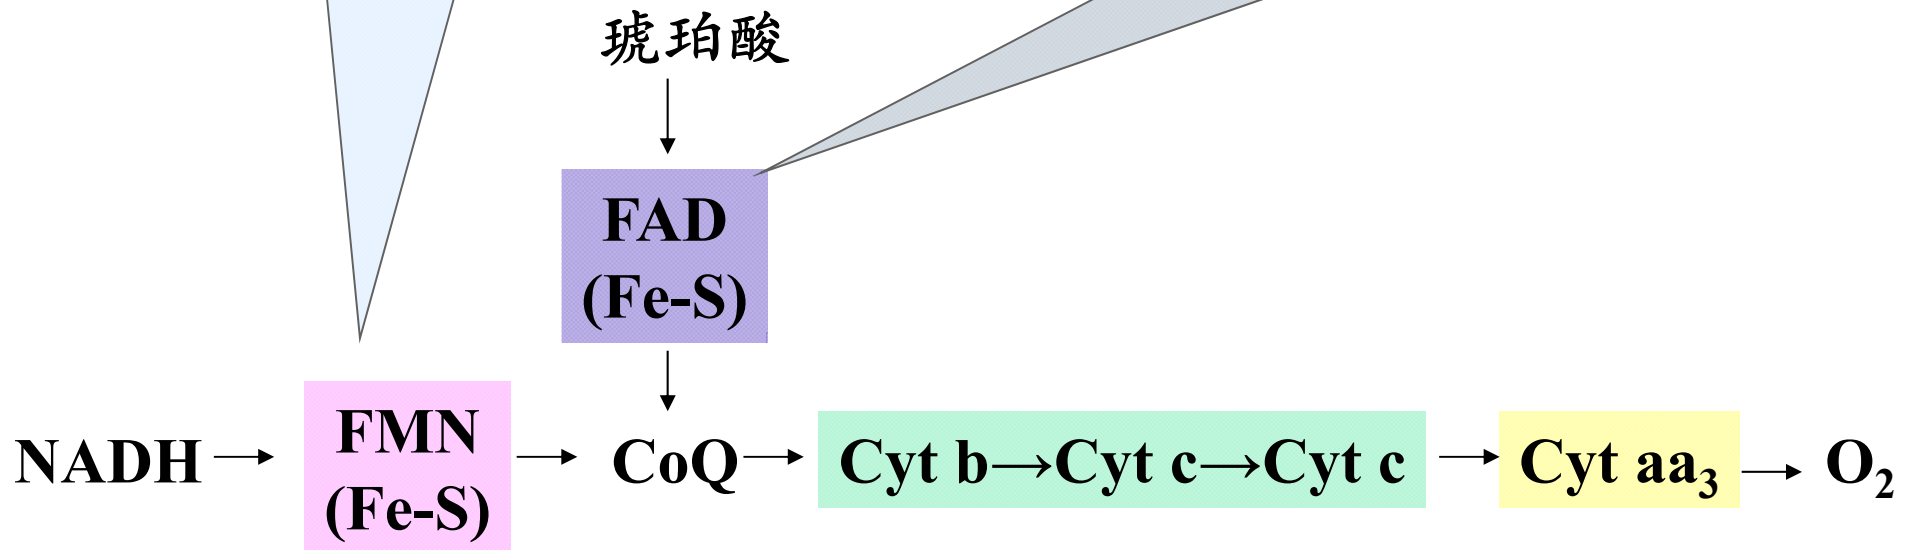 琥珀酸
FAD
(Fe-S)
NADH → FMN (Fe-S) → CoQ → Cyt b→Cyt c→Cyt c → Cyt aa₃ → O₂